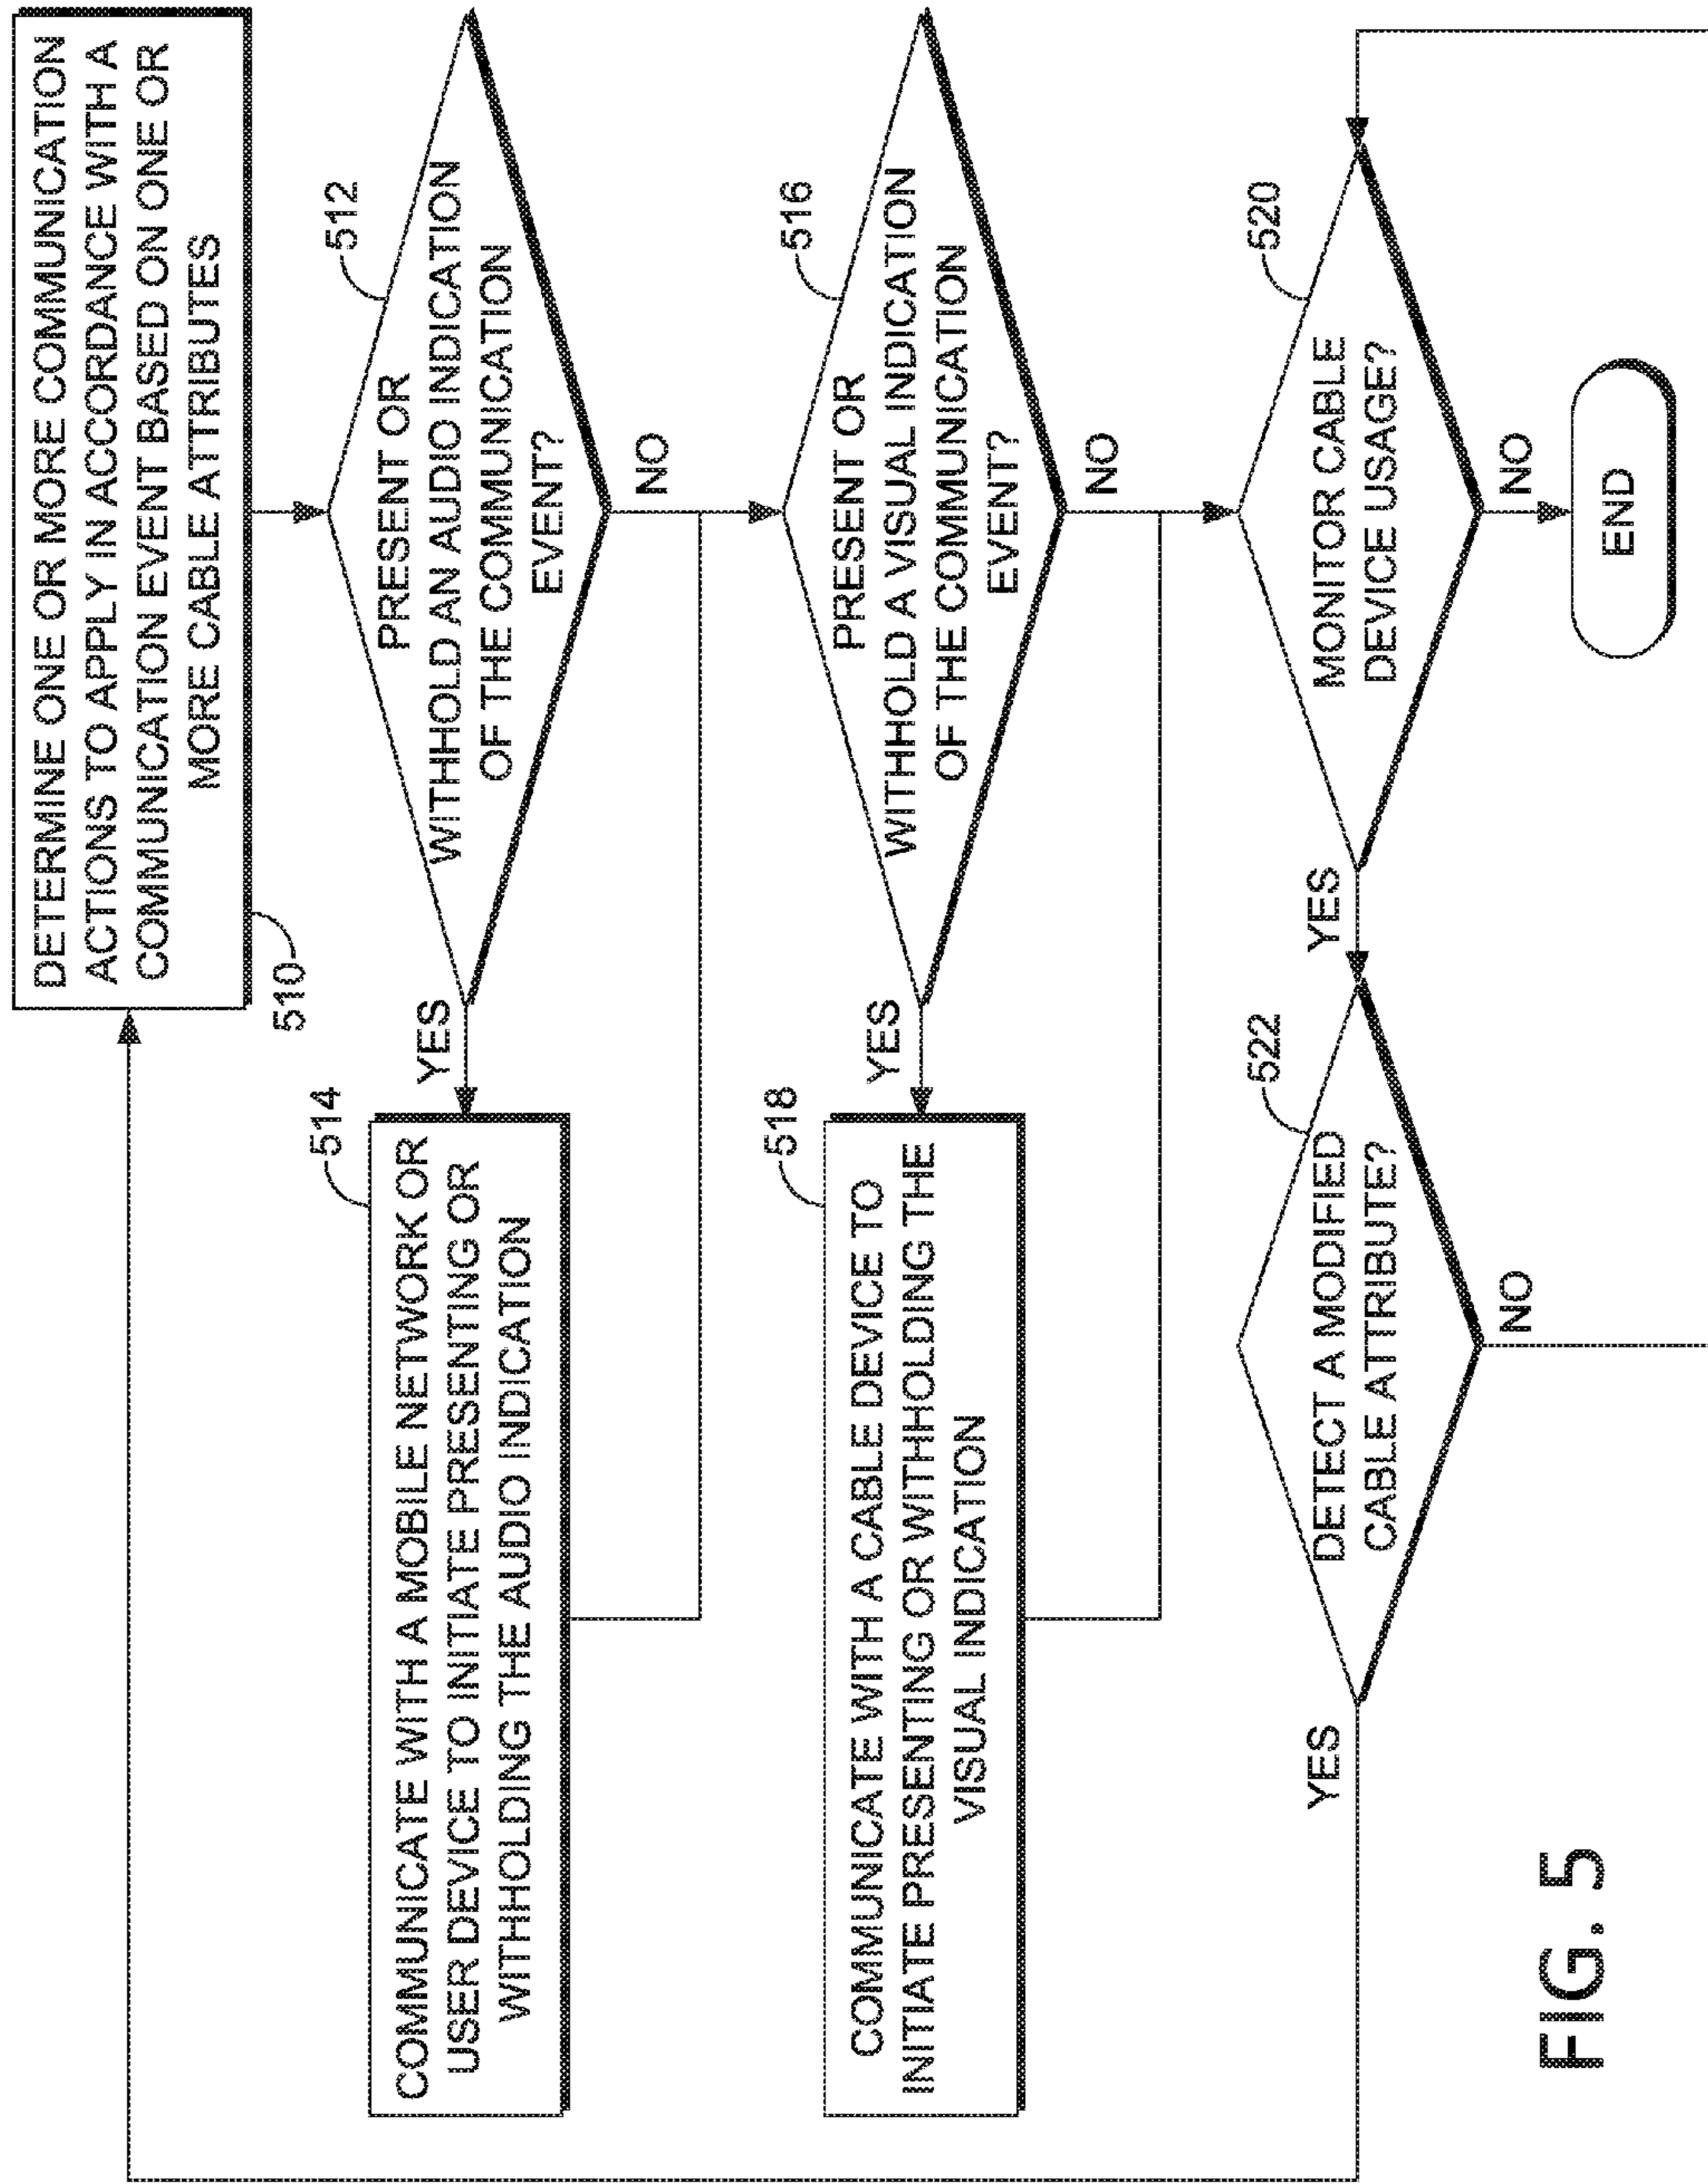 DETERMINE ONE OR MORE COMMUNICATION
ACTIONS TO APPLY IN ACCORDANCE WITH A
COMMUNICATION EVENT BASED ON ONE OR
MORE CABLE ATTRIBUTES
510
512
PRESENT OR
WITHHOLD AN AUDIO INDICATION
OF THE COMMUNICATION
EVENT?
YES
NO
514
COMMUNICATE WITH A MOBILE NETWORK OR
USER DEVICE TO INITIATE PRESENTING OR
WITHHOLDING THE AUDIO INDICATION
516
PRESENT OR
WITHHOLD A VISUAL INDICATION
OF THE COMMUNICATION
EVENT?
YES
NO
518
COMMUNICATE WITH A CABLE DEVICE TO
INITIATE PRESENTING OR WITHHOLDING THE
VISUAL INDICATION
520
MONITOR CABLE
DEVICE USAGE?
YES
NO
522
DETECT A MODIFIED
CABLE ATTRIBUTE?
YES
NO
END
FIG. 5